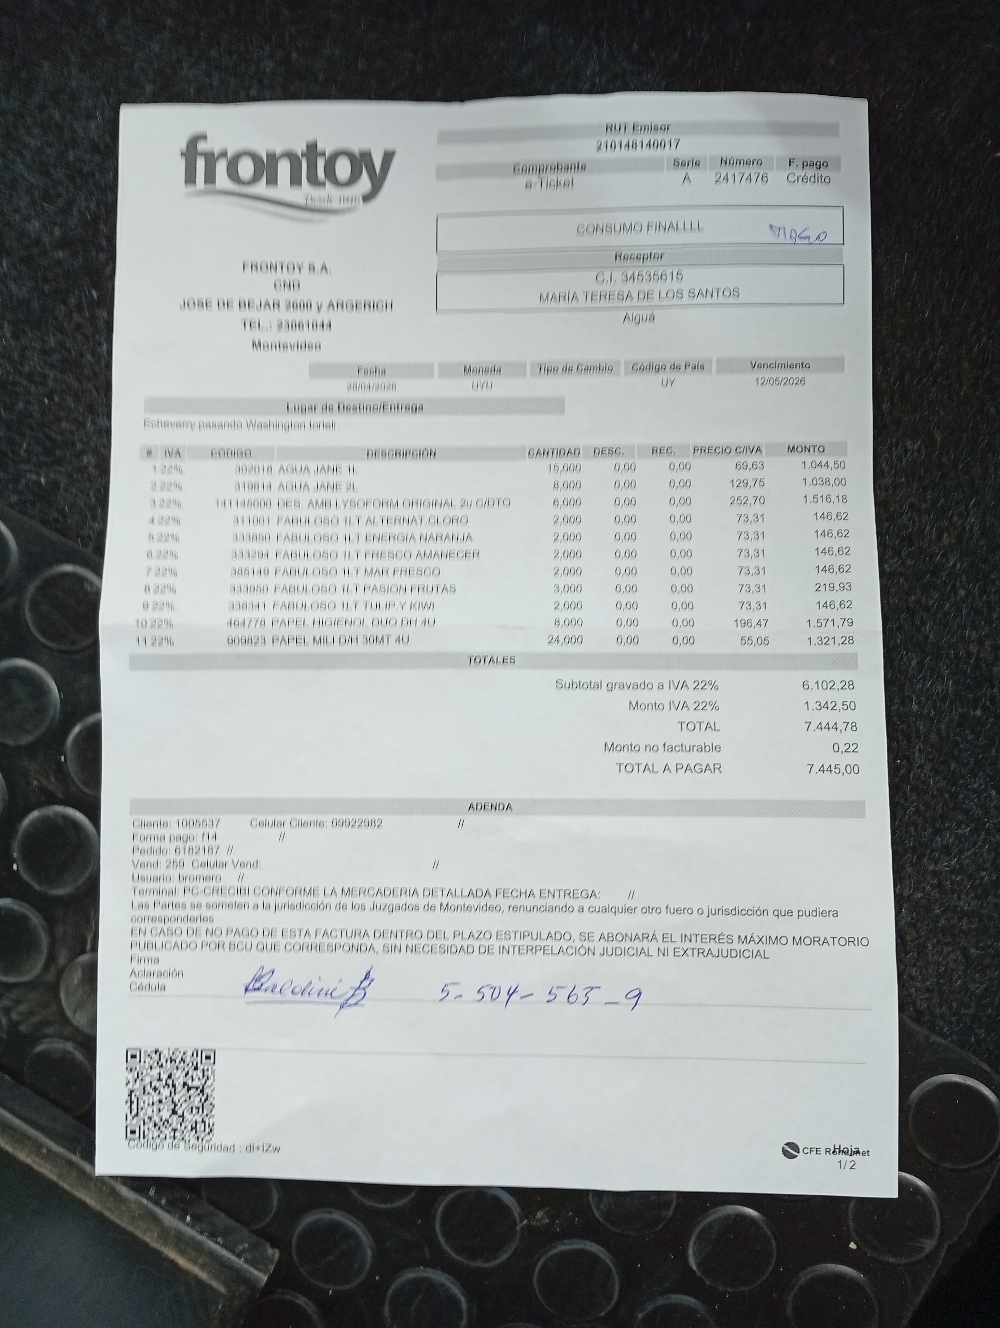 frontoy
Desde 1910
RUT Emisor
210148140017
Comprobante Serie Número F. pago
e-Ticket A 2417476 Crédito
CONSUMO FINALLLL
Receptor
C.I. 34535615
MARÍA TERESA DE LOS SANTOS
Aiguá
FRONTOY S.A.
CND
JOSE DE BEJAR 2600 y ARGERICH
TEL.: 23061044
Montevideo
Fecha Moneda Tipo de Cambio Código de País Vencimiento
28/04/2026 UYU UY 12/05/2026
Lugar de Destino/Entrega
Echeverry pasando Washington
# IVA CÓDIGO DESCRIPCIÓN CANTIDAD DESC. REC. PRECIO C/IVA MONTO
1 22% 302018 AGUA JANE 1L 15,000 0,00 0,00 69,63 1.044,50
2 22% 319814 AGUA JANE 2L 8,000 0,00 0,00 129,75 1.038,00
3 22% 141145000 DES. AMB LYSOFORM ORIGINAL 2u C/DTO 6,000 0,00 0,00 252,70 1.516,18
4 22% 311001 FABULOSO 1LT ALTERNAT.CLORO 2,000 0,00 0,00 73,31 146,62
5 22% 333850 FABULOSO 1LT ENERGIA NARANJA 2,000 0,00 0,00 73,31 146,62
6 22% 333204 FABULOSO 1LT FRESCO AMANECER 2,000 0,00 0,00 73,31 146,62
7 22% 385149 FABULOSO 1LT MAR FRESCO 2,000 0,00 0,00 73,31 146,62
8 22% 333950 FABULOSO 1LT PASION FRUTAS 3,000 0,00 0,00 73,31 219,93
9 22% 338341 FABULOSO 1LT TULIP.Y KIWI 2,000 0,00 0,00 73,31 146,62
10 22% 464778 PAPEL HIGIENOL DUO DH 4U 8,000 0,00 0,00 196,47 1.571,79
11 22% 909823 PAPEL MILI D/H 30MT 4U 24,000 0,00 0,00 55,05 1.321,28
TOTALES
Subtotal gravado a IVA 22% 6.102,28
Monto IVA 22% 1.342,50
TOTAL 7.444,78
Monto no facturable 0,22
TOTAL A PAGAR 7.445,00
ADENDA
Cliente: 1005537 Celular Cliente: 09922982 //
Forma pago: f14 //
Pedido: 6182187 //
Vend: 259 Celular Vend: //
Usuario: bromero //
Terminal: PC-CRECIBI CONFORME LA MERCADERIA DETALLADA FECHA ENTREGA: //
Las Partes se someten a la jurisdicción de los Juzgados de Montevideo, renunciando a cualquier otro fuero o jurisdicción que pudiera
corresponderles
EN CASO DE NO PAGO DE ESTA FACTURA DENTRO DEL PLAZO ESTIPULADO, SE ABONARÁ EL INTERÉS MÁXIMO MORATORIO
PUBLICADO POR BCU QUE CORRESPONDA, SIN NECESIDAD DE INTERPELACIÓN JUDICIAL NI EXTRAJUDICIAL
Firma
Aclaración
Cédula Baldini B 5-504-565-9
Código de Seguridad : dI+IZw
CFE
Hoja
1/2